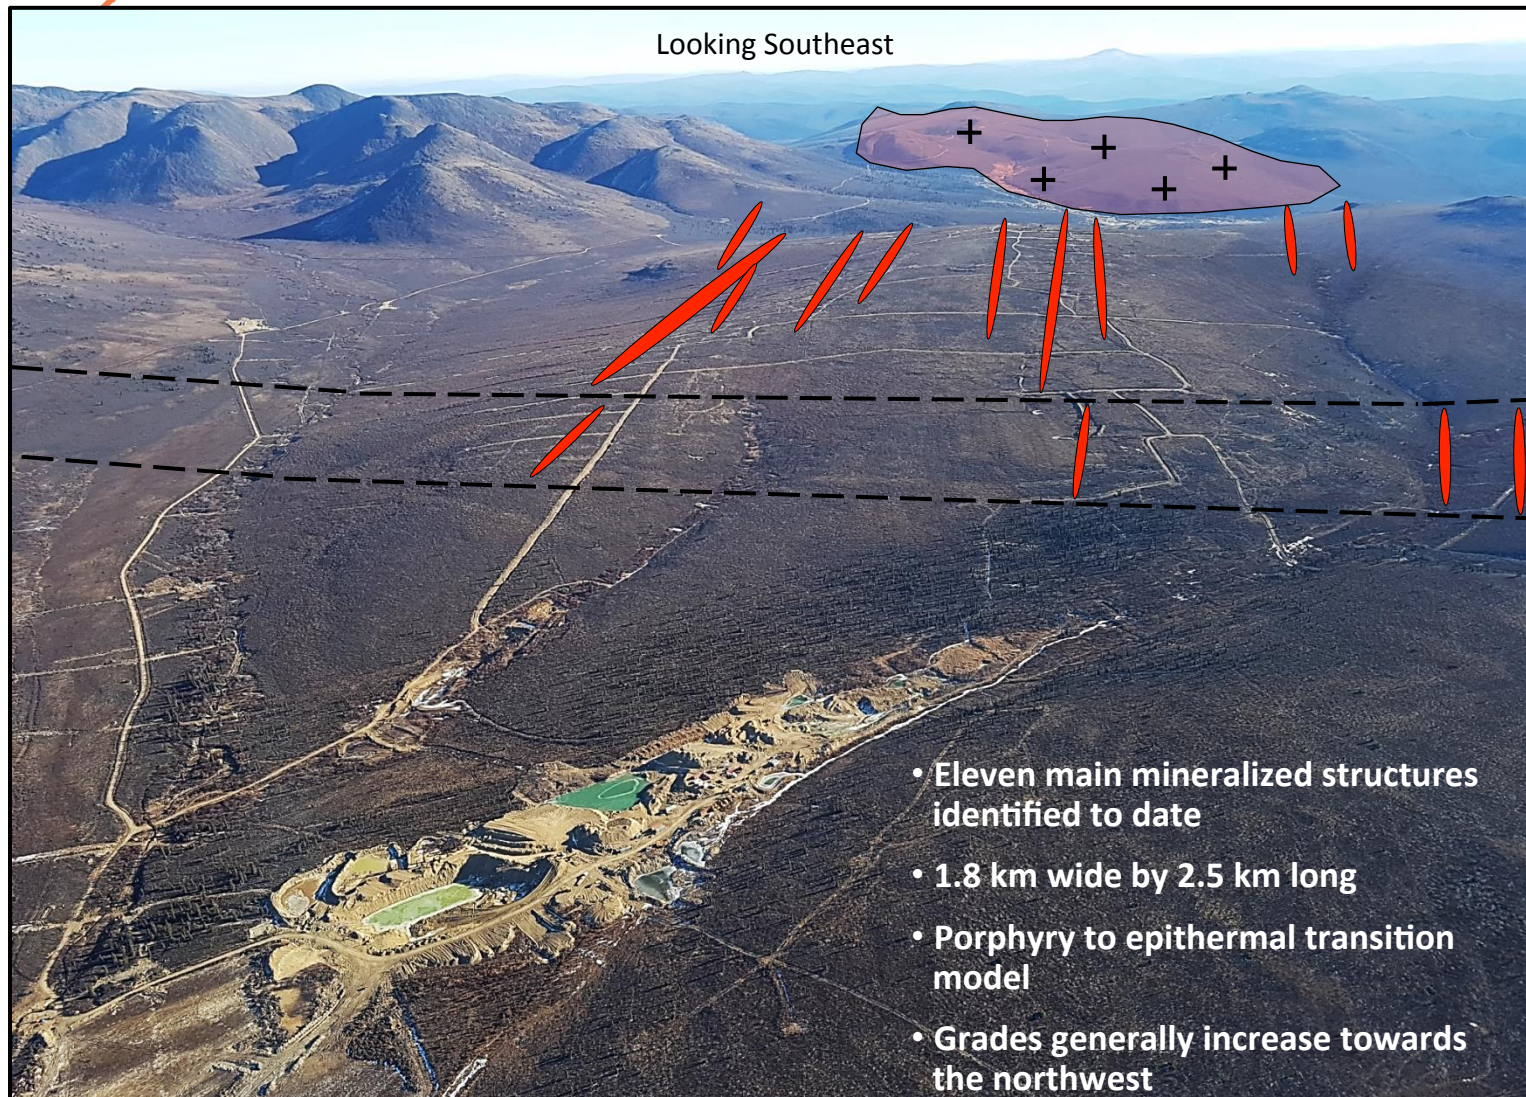 Looking Southeast
• Eleven main mineralized structures
identified to date
• 1.8 km wide by 2.5 km long
• Porphyry to epithermal transition
model
• Grades generally increase towards
the northwest